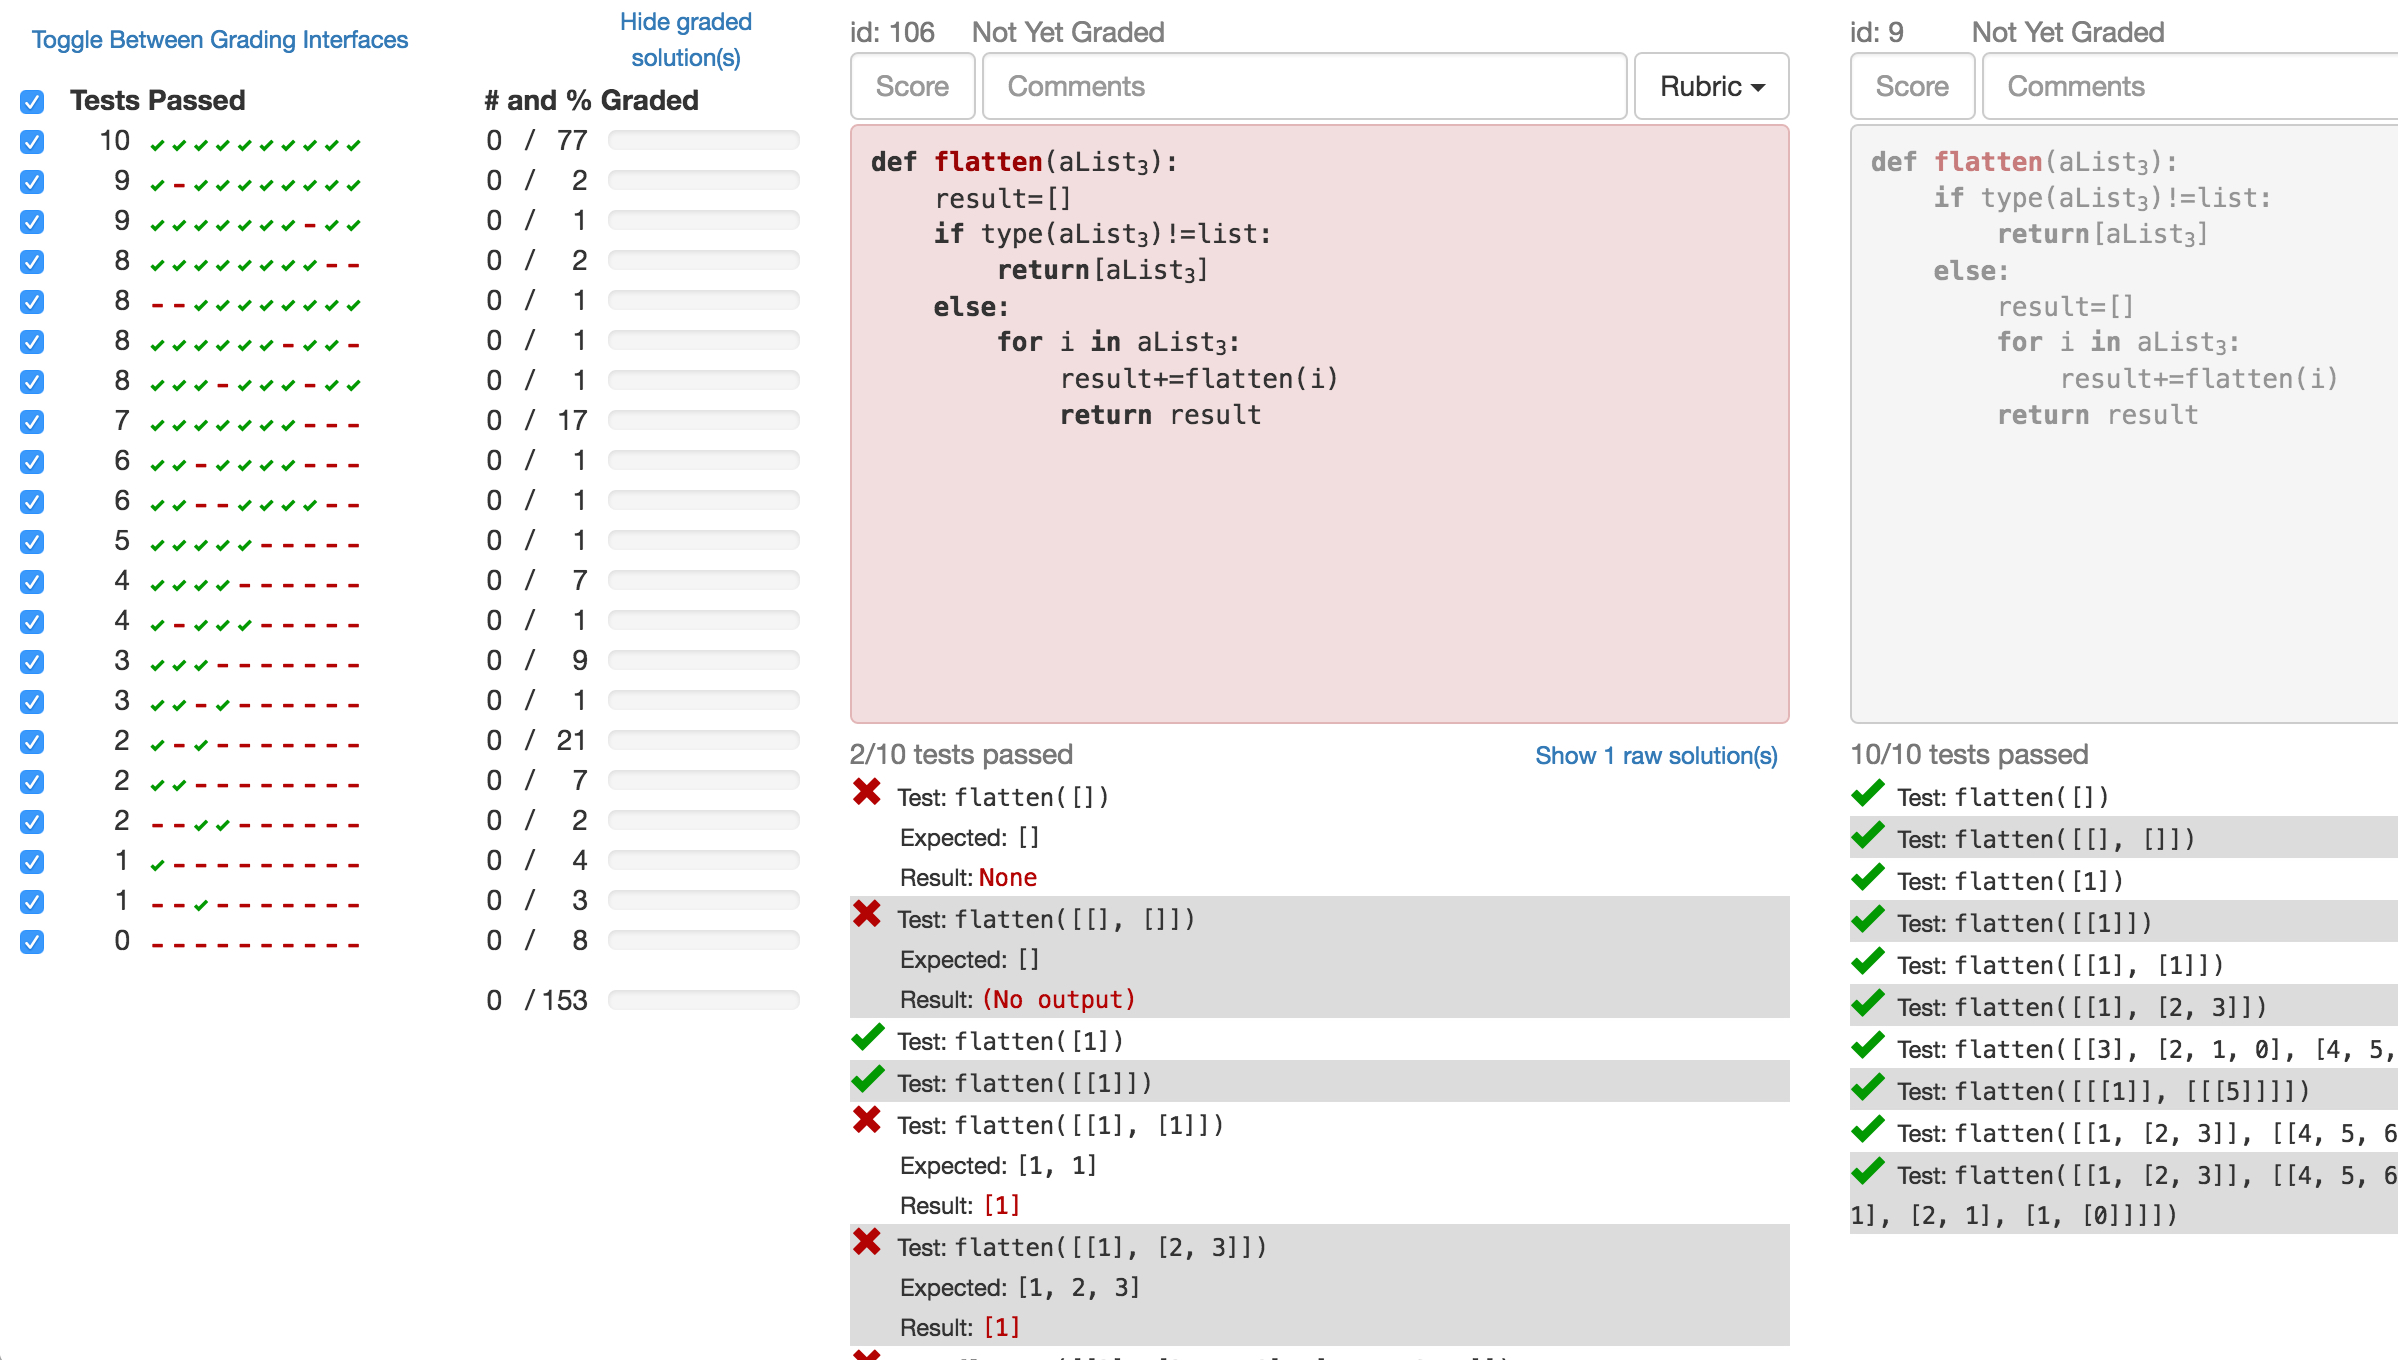 Toggle Between Grading Interfaces
Hide graded
solution(s)
Tests Passed # and % Graded
10 ✓✓✓✓✓✓✓✓✓✓ 0 / 77
9 ✓-✓✓✓✓✓✓✓✓ 0 / 2
9 ✓✓✓✓✓✓✓-✓✓ 0 / 1
8 ✓✓✓✓✓✓✓✓-- 0 / 2
8 --✓✓✓✓✓✓✓✓ 0 / 1
8 ✓✓✓✓✓✓-✓✓- 0 / 1
8 ✓✓✓-✓✓✓-✓✓ 0 / 1
7 ✓✓✓✓✓✓✓--- 0 / 17
6 ✓✓-✓✓✓✓--- 0 / 1
6 ✓✓--✓✓✓✓-- 0 / 1
5 ✓✓✓✓✓----- 0 / 1
4 ✓✓✓✓------ 0 / 7
4 ✓-✓✓✓----- 0 / 1
3 ✓✓✓------- 0 / 9
3 ✓✓-✓------ 0 / 1
2 ✓-✓------- 0 / 21
2 ✓✓-------- 0 / 7
2 --✓✓------ 0 / 2
1 ✓--------- 0 / 4
1 --✓------- 0 / 3
0 ---------- 0 / 8
0 / 153
id: 106 Not Yet Graded
Score Comments Rubric
def flatten(aList3):
    result=[]
    if type(aList3)!=list:
        return[aList3]
    else:
        for i in aList3:
            result+=flatten(i)
            return result
2/10 tests passed Show 1 raw solution(s)
✖ Test: flatten([])
Expected: []
Result: None
✖ Test: flatten([[], []])
Expected: []
Result: (No output)
✓ Test: flatten([1])
✓ Test: flatten([[1]])
✖ Test: flatten([[1], [1]])
Expected: [1, 1]
Result: [1]
✖ Test: flatten([[1], [2, 3]])
Expected: [1, 2, 3]
Result: [1]
id: 9 Not Yet Graded
Score Comments
def flatten(aList3):
    if type(aList3)!=list:
        return[aList3]
    else:
        result=[]
        for i in aList3:
            result+=flatten(i)
        return result
10/10 tests passed
✓ Test: flatten([])
✓ Test: flatten([[], []])
✓ Test: flatten([1])
✓ Test: flatten([[1]])
✓ Test: flatten([[1], [1]])
✓ Test: flatten([[1], [2, 3]])
✓ Test: flatten([[3], [2, 1, 0], [4, 5,
✓ Test: flatten([[[1]], [[[5]]]])
✓ Test: flatten([[1, [2, 3]], [[4, 5, 6
✓ Test: flatten([[1, [2, 3]], [[4, 5, 6
1], [2, 1], [1, [0]]]])